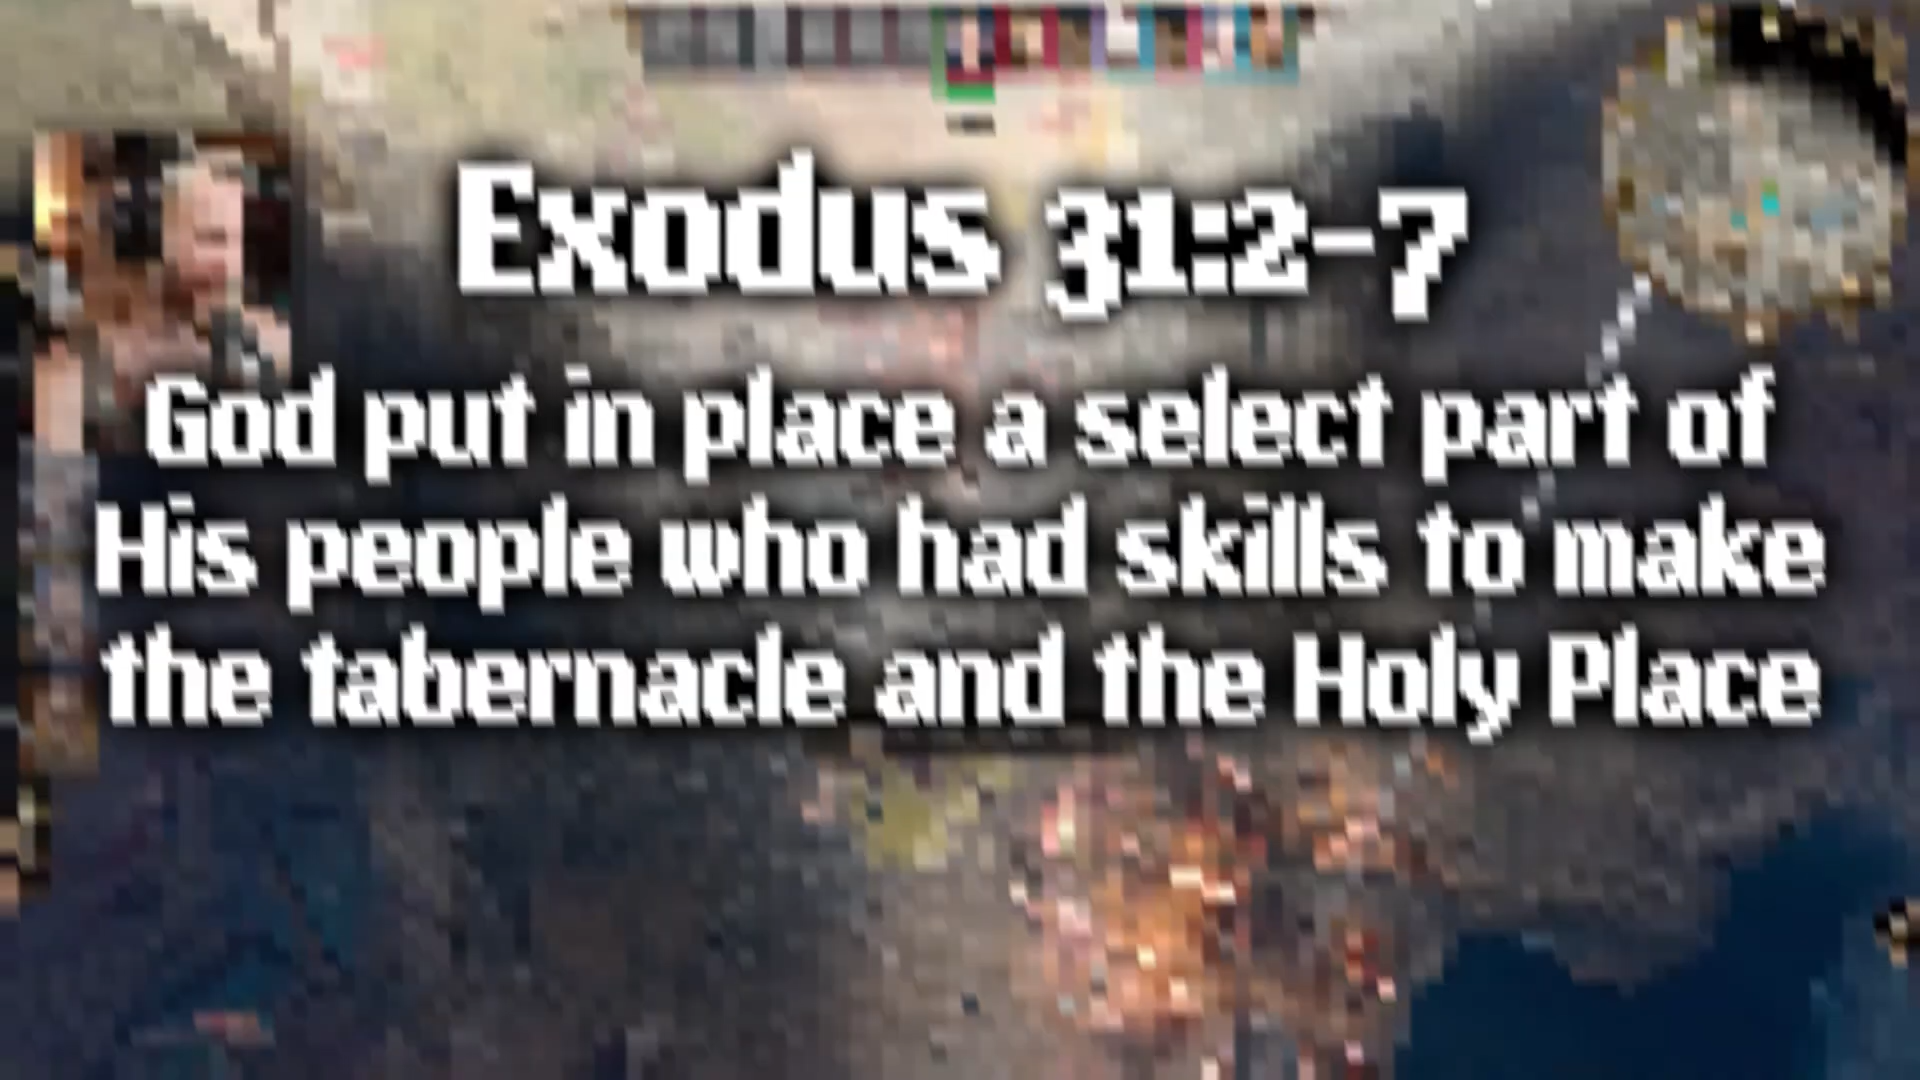 Exodus 31:2-7
God put in place a select part of
His people who had skills to make
the tabernacle and the Holy Place